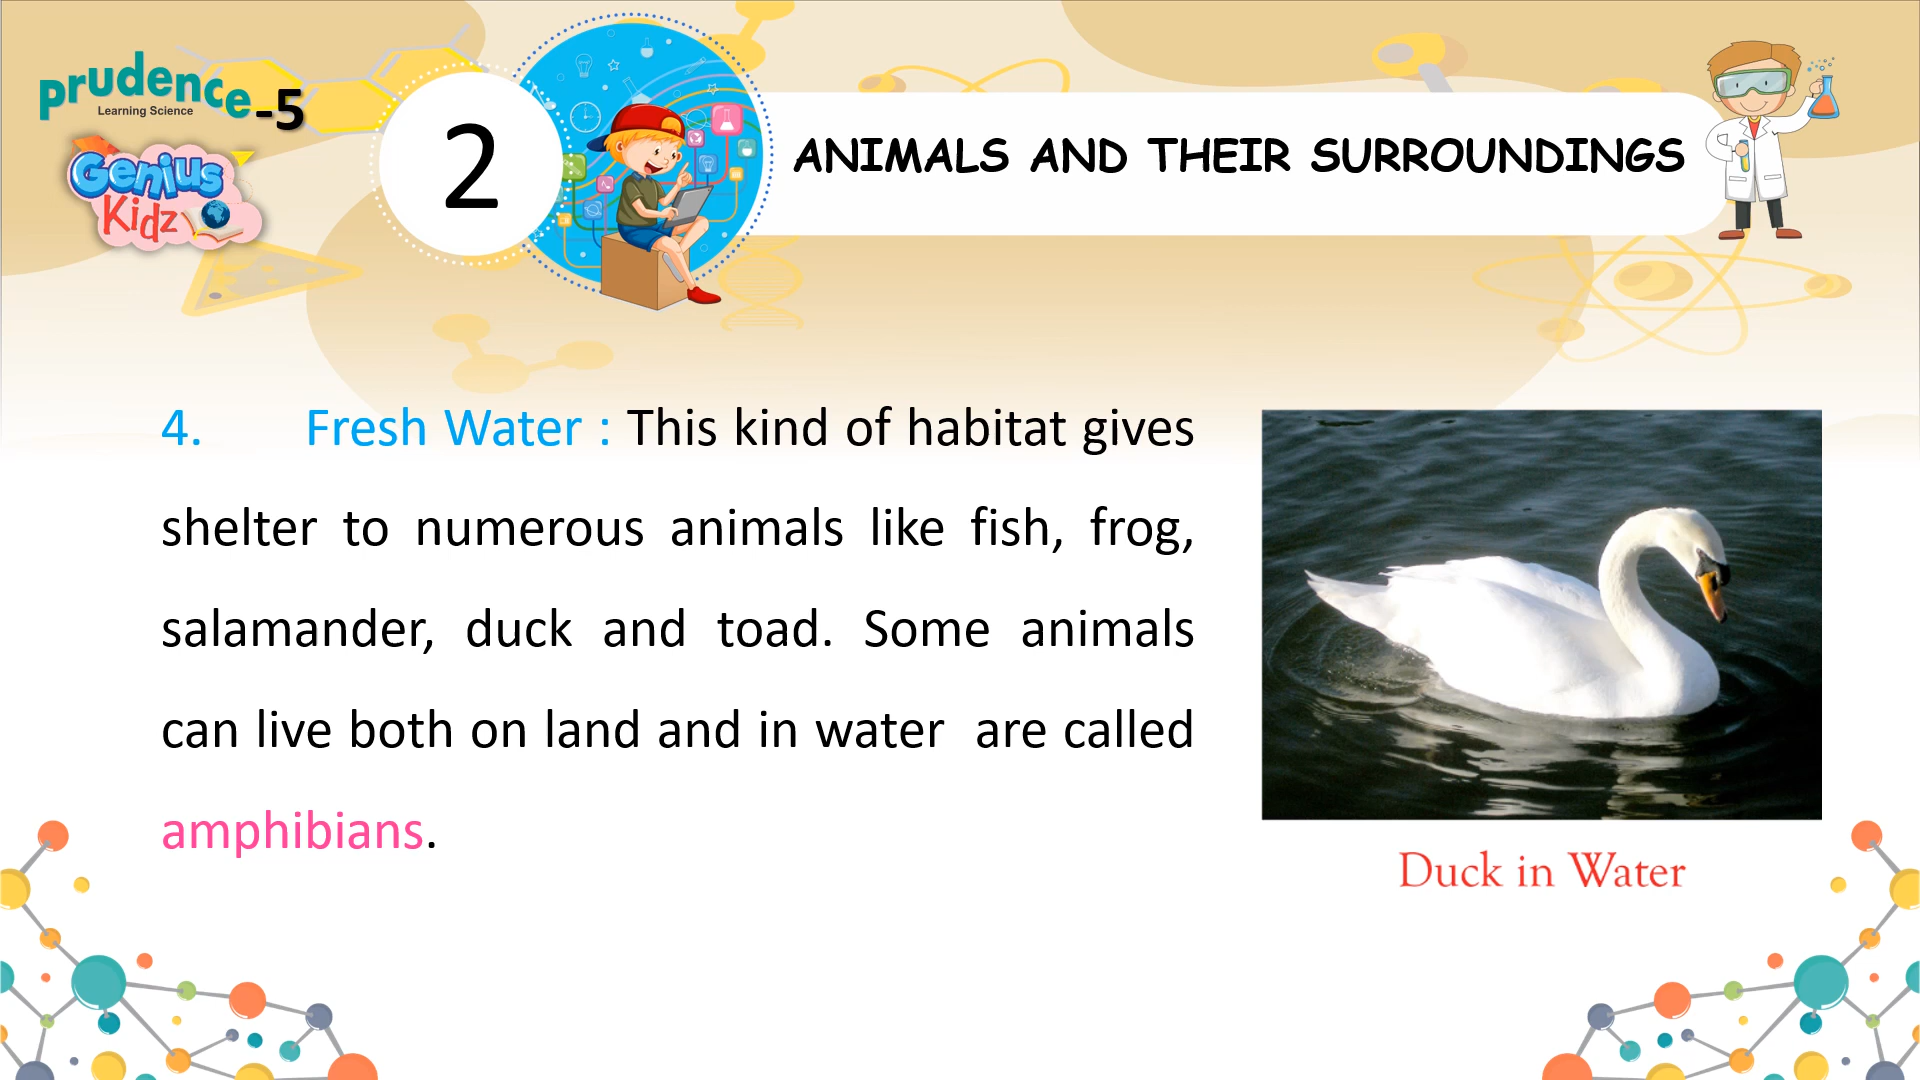 prudence-5
Learning Science
Genius
Kidz
2
ANIMALS AND THEIR SURROUNDINGS
4. Fresh Water : This kind of habitat gives
shelter to numerous animals like fish, frog,
salamander, duck and toad. Some animals
can live both on land and in water are called
amphibians.
Duck in Water